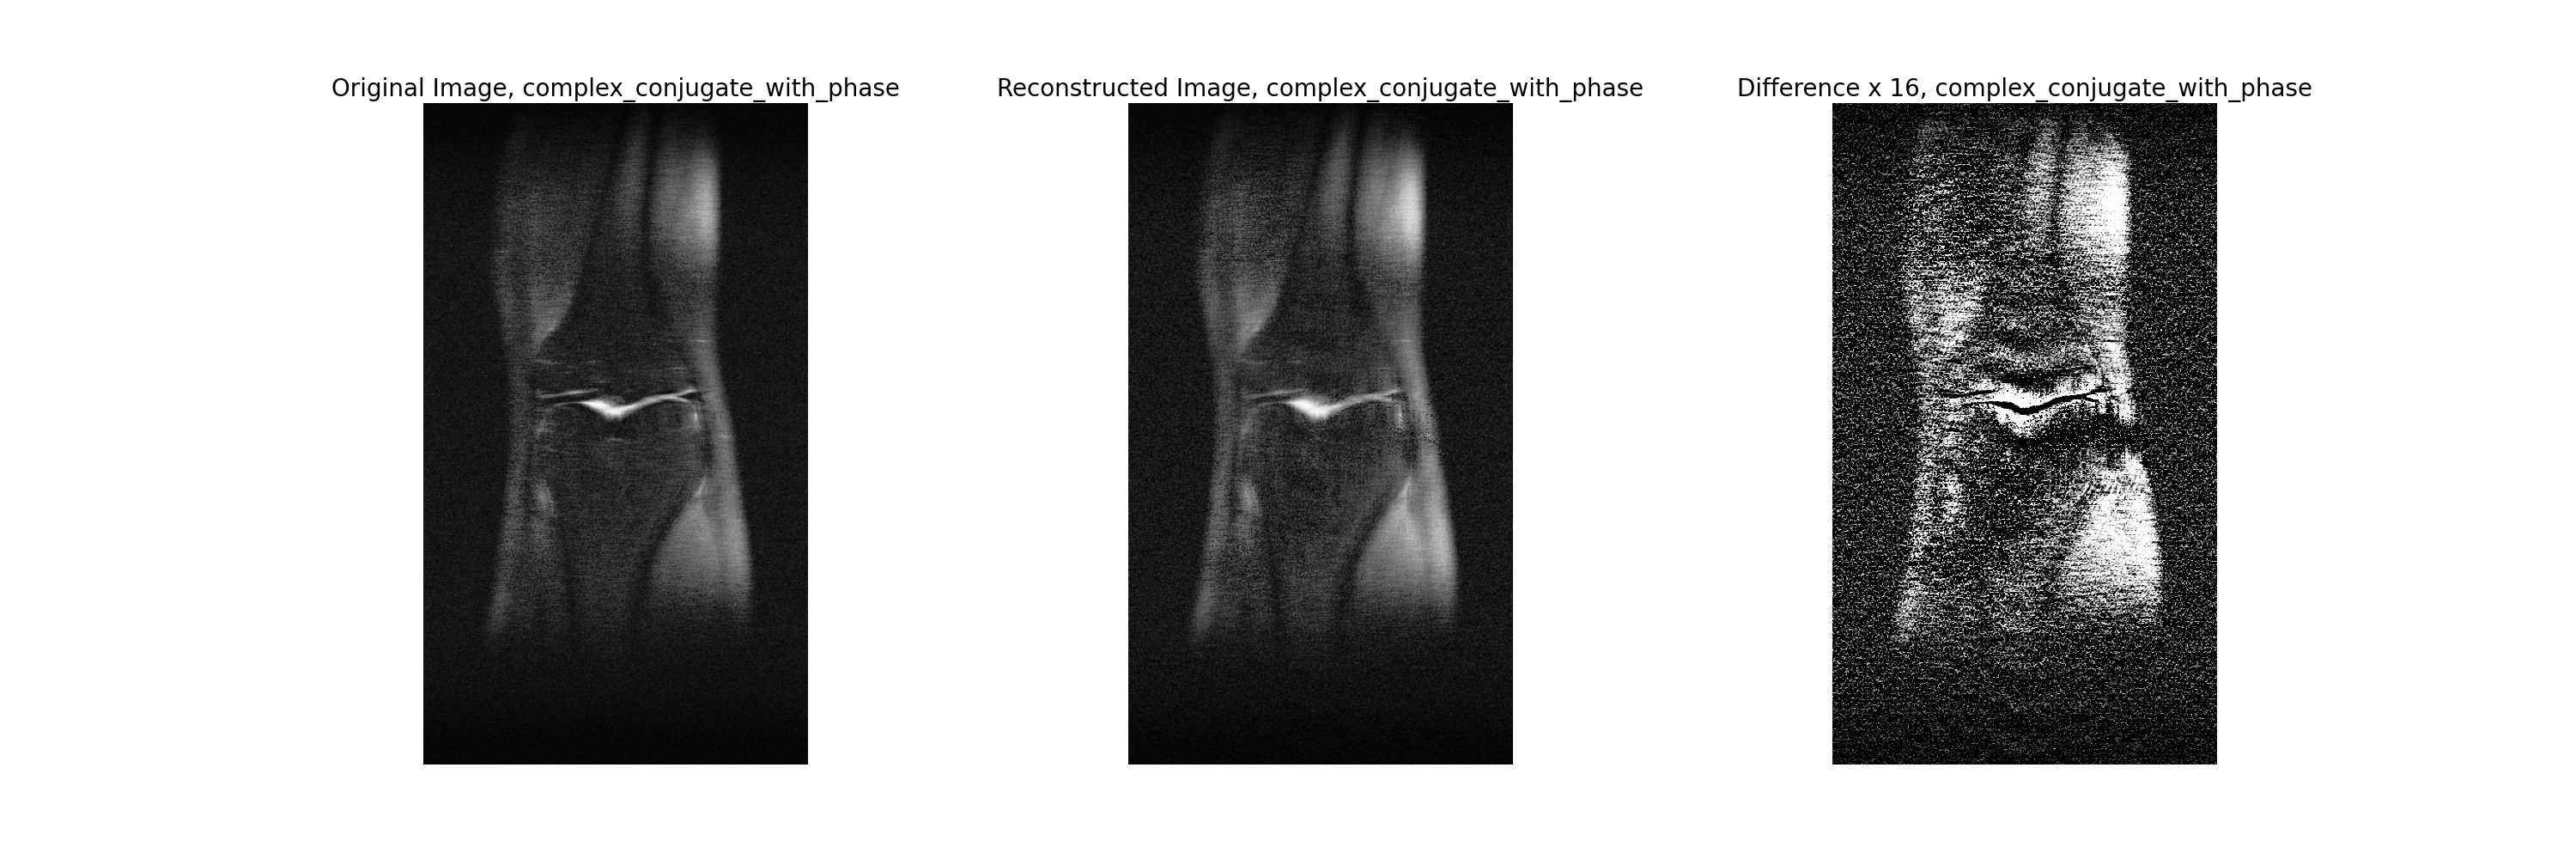 Original Image, complex_conjugate_with_phase
Reconstructed Image, complex_conjugate_with_phase
Difference x 16, complex_conjugate_with_phase